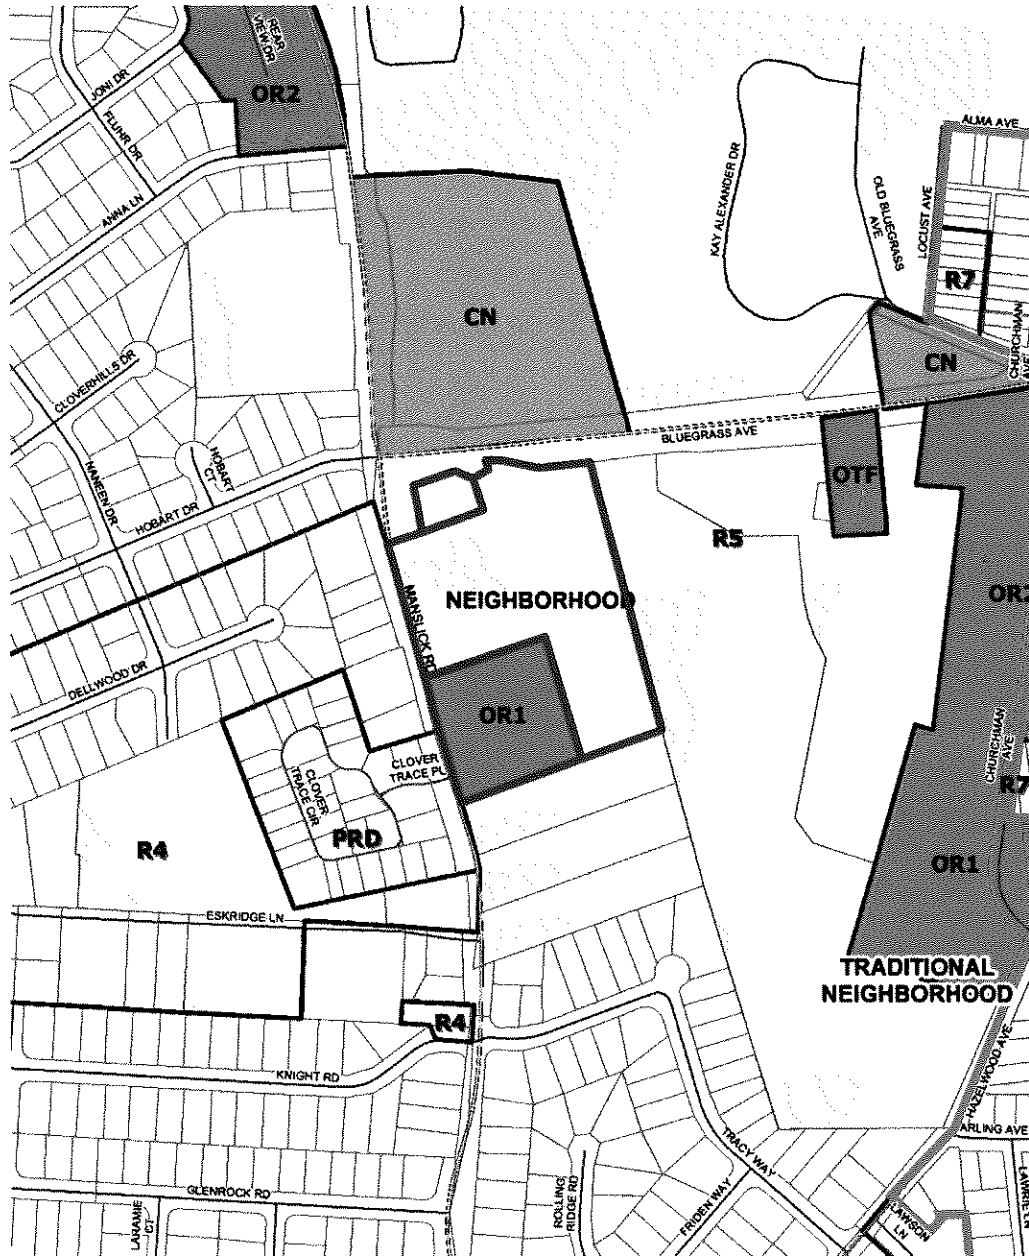 REAR
VIEW DR
JONI DR
OR2
FLUHR DR
ALMA AVE
KAY ALEXANDER DR
OLD BLUEGRASS
AVE
LOCUST AVE
ANNA LN
R7
CN
CHURCHMAN
AVE
CN
CLOVERHILLS DR
BLUEGRASS AVE
HOBART
CT
NANEEN DR
OTF
HOBART DR
R5
MANSLICK RD
NEIGHBORHOOD
OR2
DELLWOOD DR
OR1
CHURCHMAN
AVE
CLOVER
TRACE PL
CLOVER
TRACE CIR
R7
PRD
R4
OR1
ESKRIDGE LN
TRADITIONAL
NEIGHBORHOOD
R4
HAZELWOOD AVE
KNIGHT RD
ARLING AVE
TRACY WAY
GLENROCK RD
LARAMIE
CT
ROLLING
RIDGE RD
FRIDEN WAY
LAWSON
LN